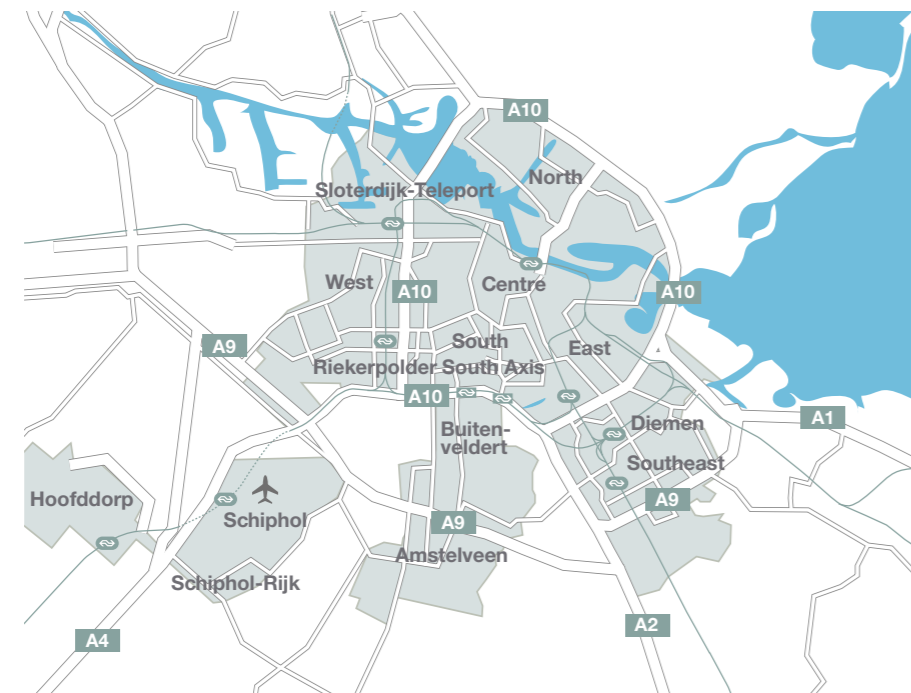 A10
North
Sloterdijk-Teleport
West
Centre
A10
A10
A9
South
East
Riekerpolder South Axis
A10
A1
Diemen
Buiten-
veldert
Southeast
Hoofddorp
A9
Schiphol
A9
Amstelveen
Schiphol-Rijk
A2
A4